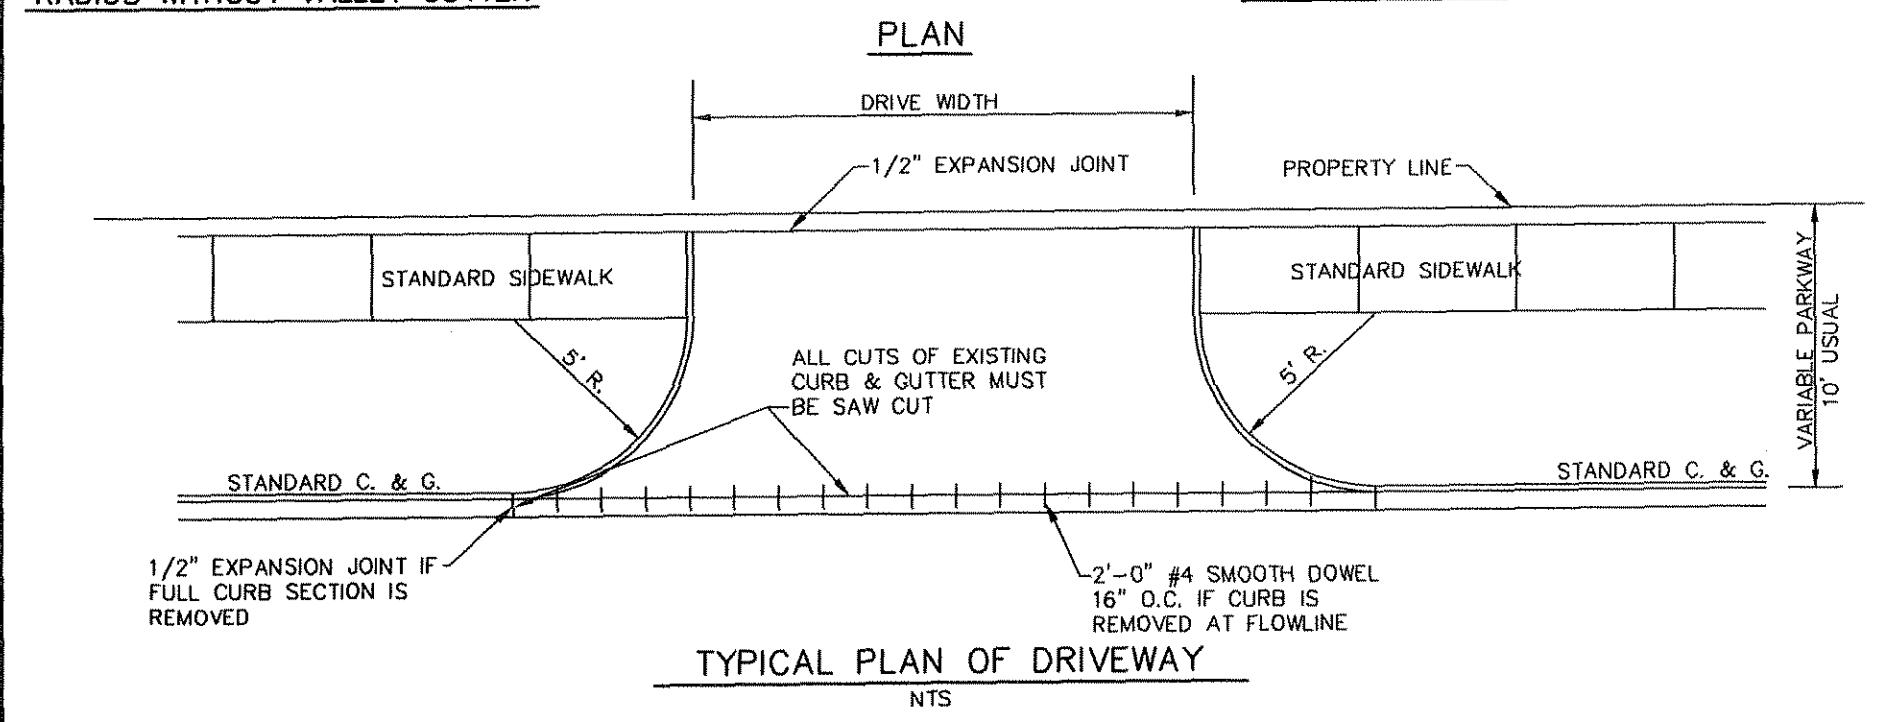 PLAN
DRIVE WIDTH
1/2" EXPANSION JOINT
PROPERTY LINE
STANDARD SIDEWALK
STANDARD SIDEWALK
VARIABLE PARKWAY
10' USUAL
5' R.
5' R.
ALL CUTS OF EXISTING
CURB & GUTTER MUST
BE SAW CUT
STANDARD C. & G.
STANDARD C. & G.
1/2" EXPANSION JOINT IF
FULL CURB SECTION IS
REMOVED
2'-0" #4 SMOOTH DOWEL
16" O.C. IF CURB IS
REMOVED AT FLOWLINE
TYPICAL PLAN OF DRIVEWAY
NTS